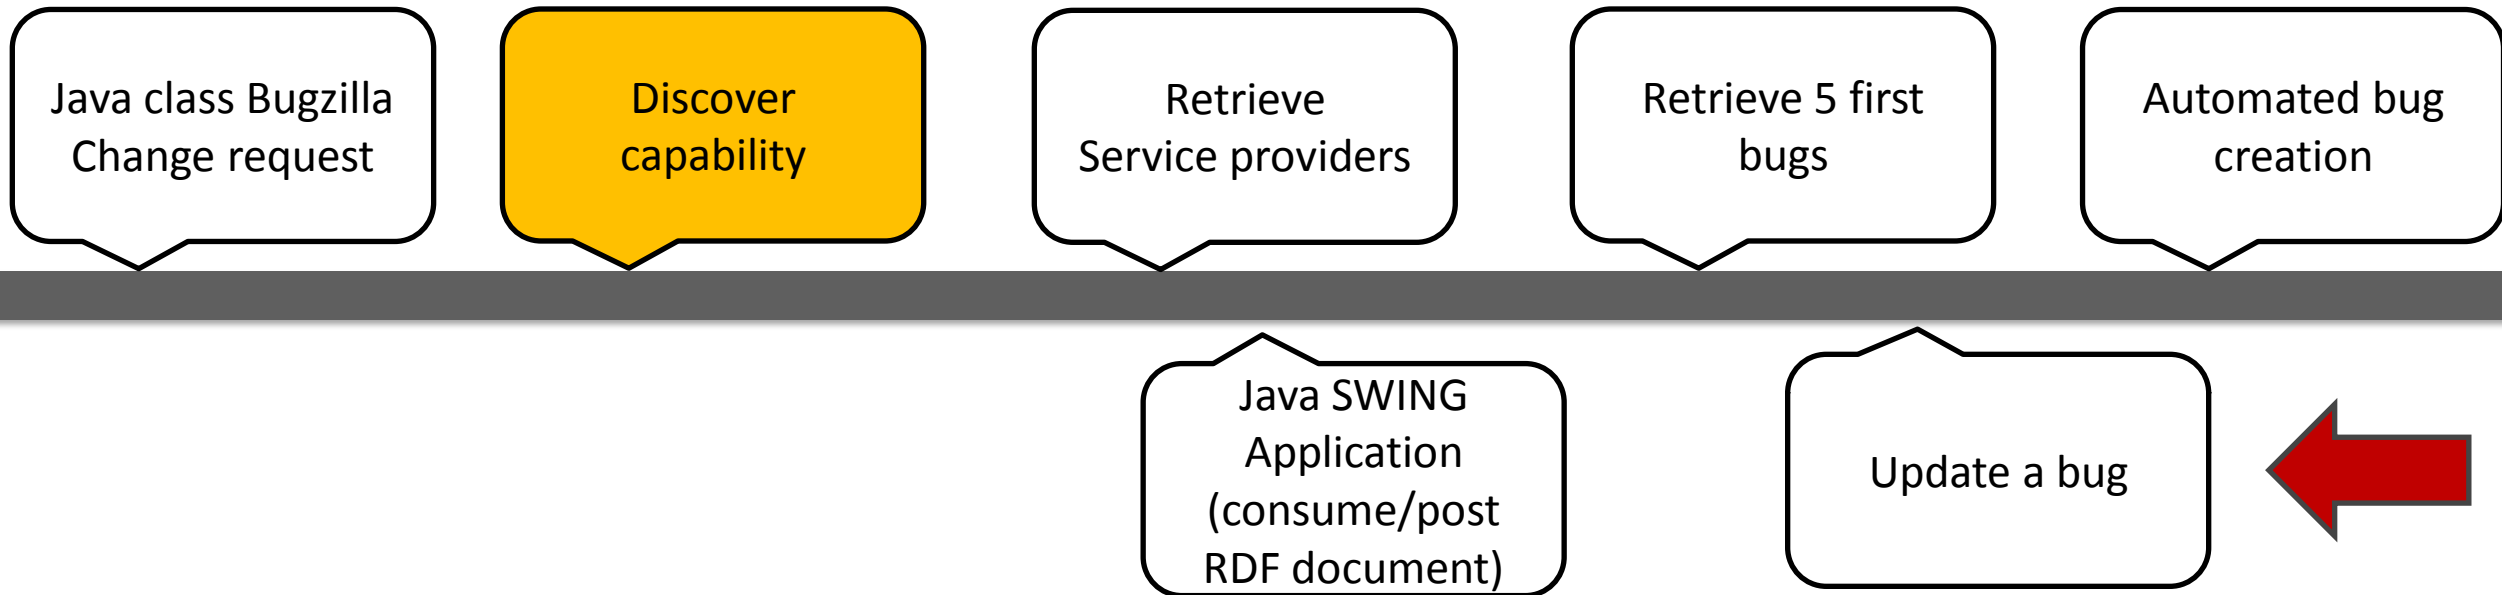 Java class Bugzilla
Change request
Discover
capability
Retrieve
Service providers
Retrieve 5 first
bugs
Automated bug
creation
Java SWING
Application
(consume/post
RDF document)
Update a bug